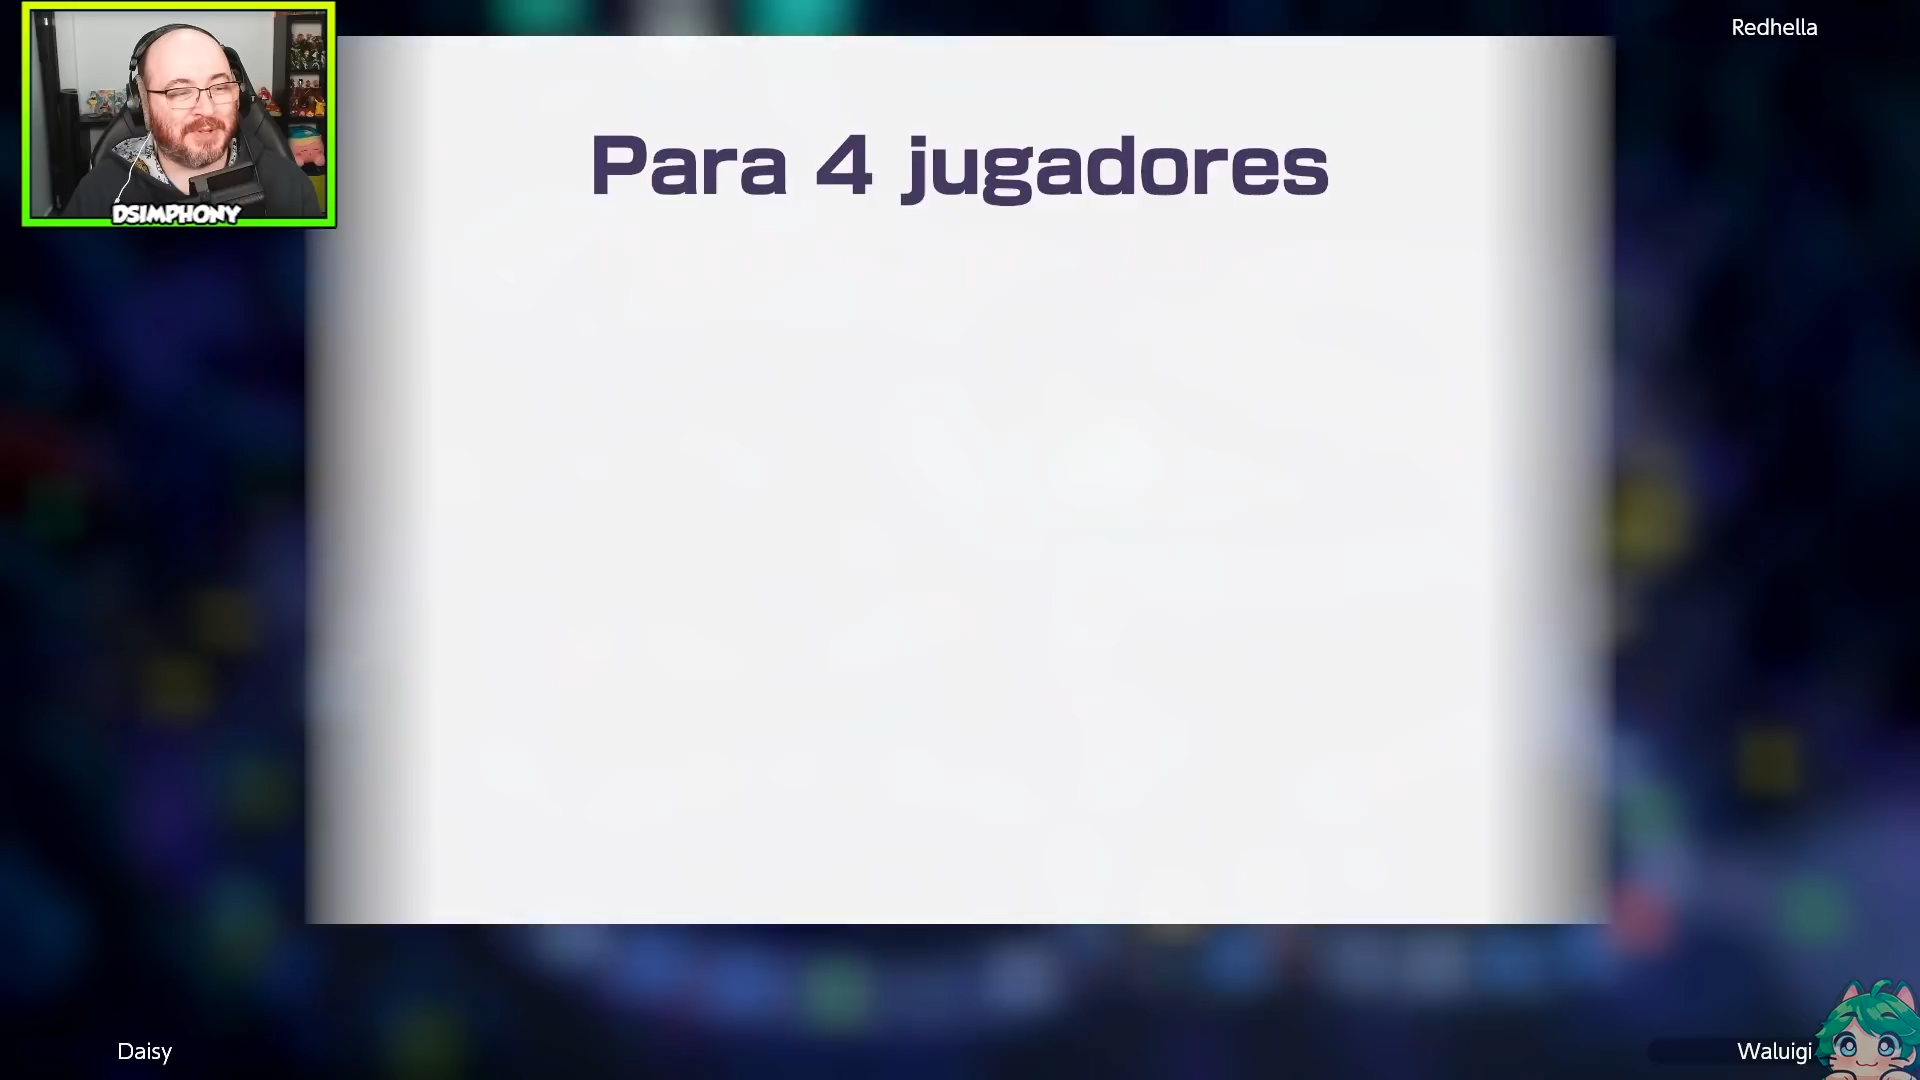 Redhella
DSIMPHONY
Para 4 jugadores
Daisy
Waluigi